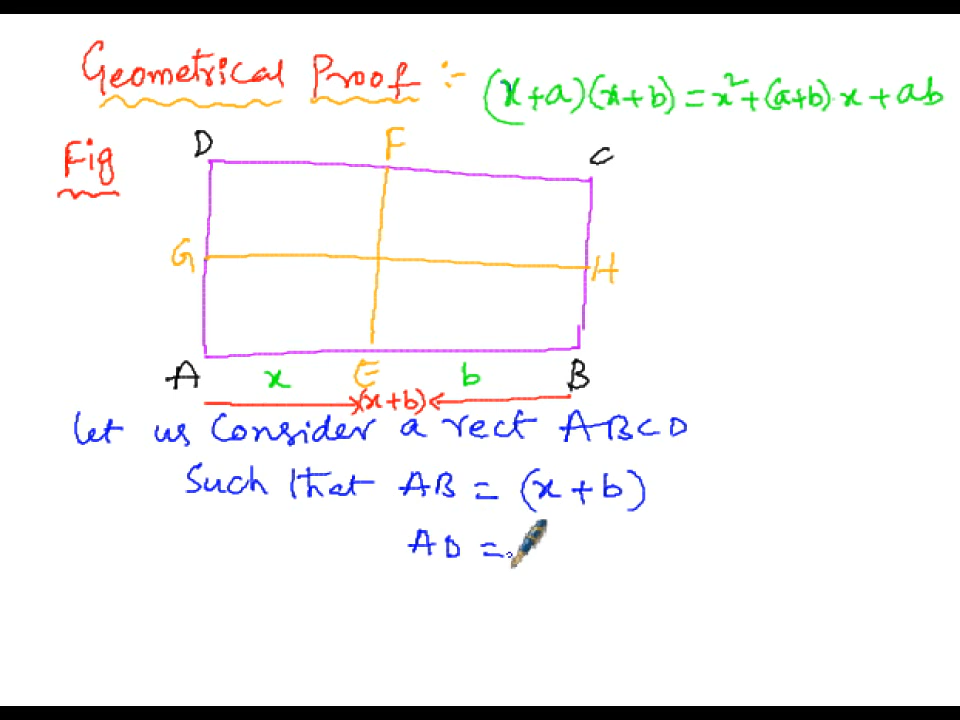 Geometrical Proof :- (x+a)(x+b) = x²+(a+b)x+ab
Fig
D F C
G H
A x E b B
(x+b)
let us Consider a rect ABCD
Such that AB = (x+b)
AD =